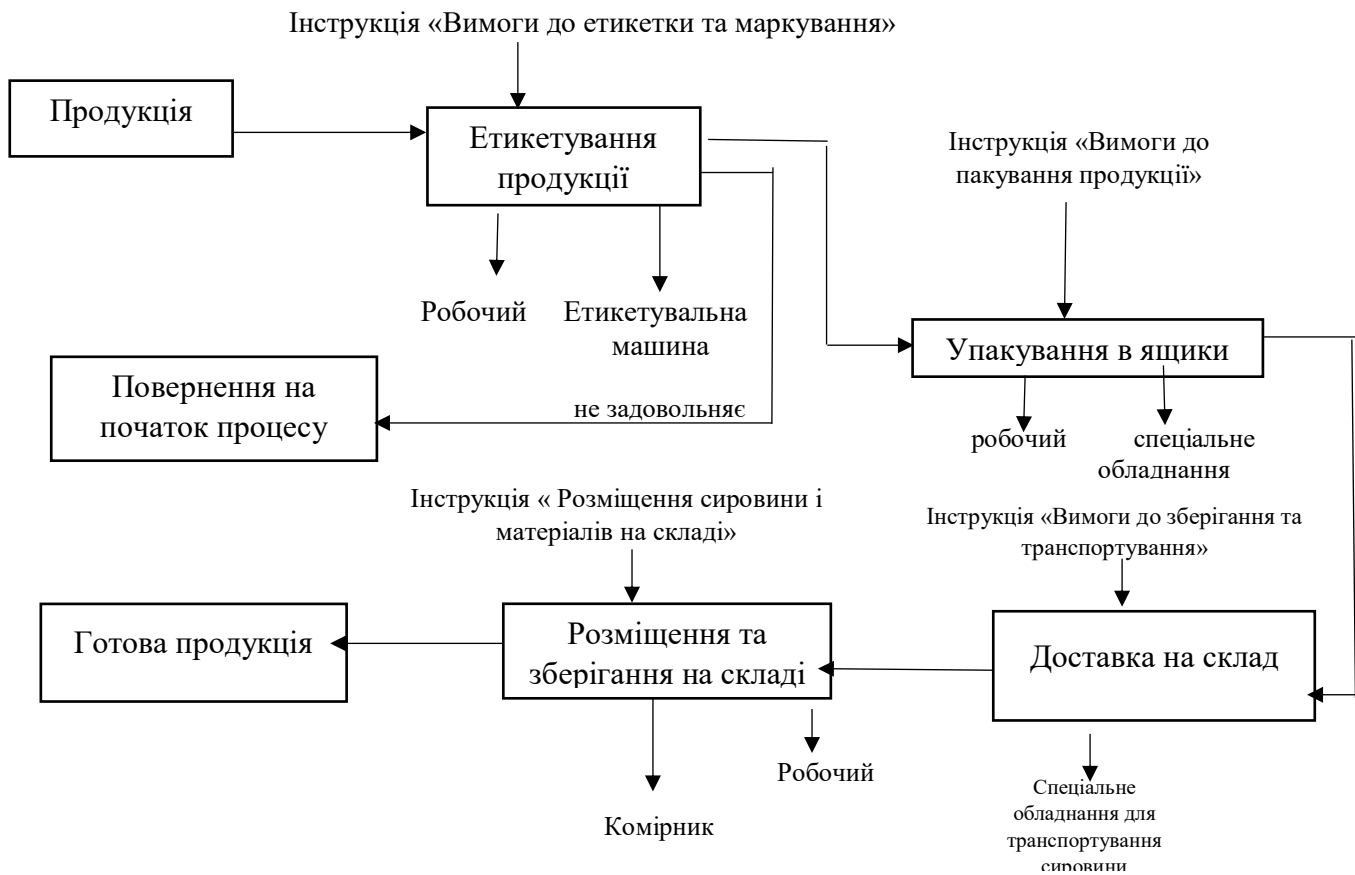 Інструкція «Вимоги до етикетки та маркування»
Продукція
Етикетування
продукції
Інструкція «Вимоги до
пакування продукції»
Робочий
Етикетувальна
машина
Упакування в ящики
Повернення на
початок процесу
не задовольняє
робочий
спеціальне
обладнання
Інструкція « Розміщення сировини і
матеріалів на складі»
Інструкція «Вимоги до зберігання та
транспортування»
Готова продукція
Розміщення та
зберігання на складі
Доставка на склад
Робочий
Комірник
Спеціальне
обладнання для
транспортування
сировини